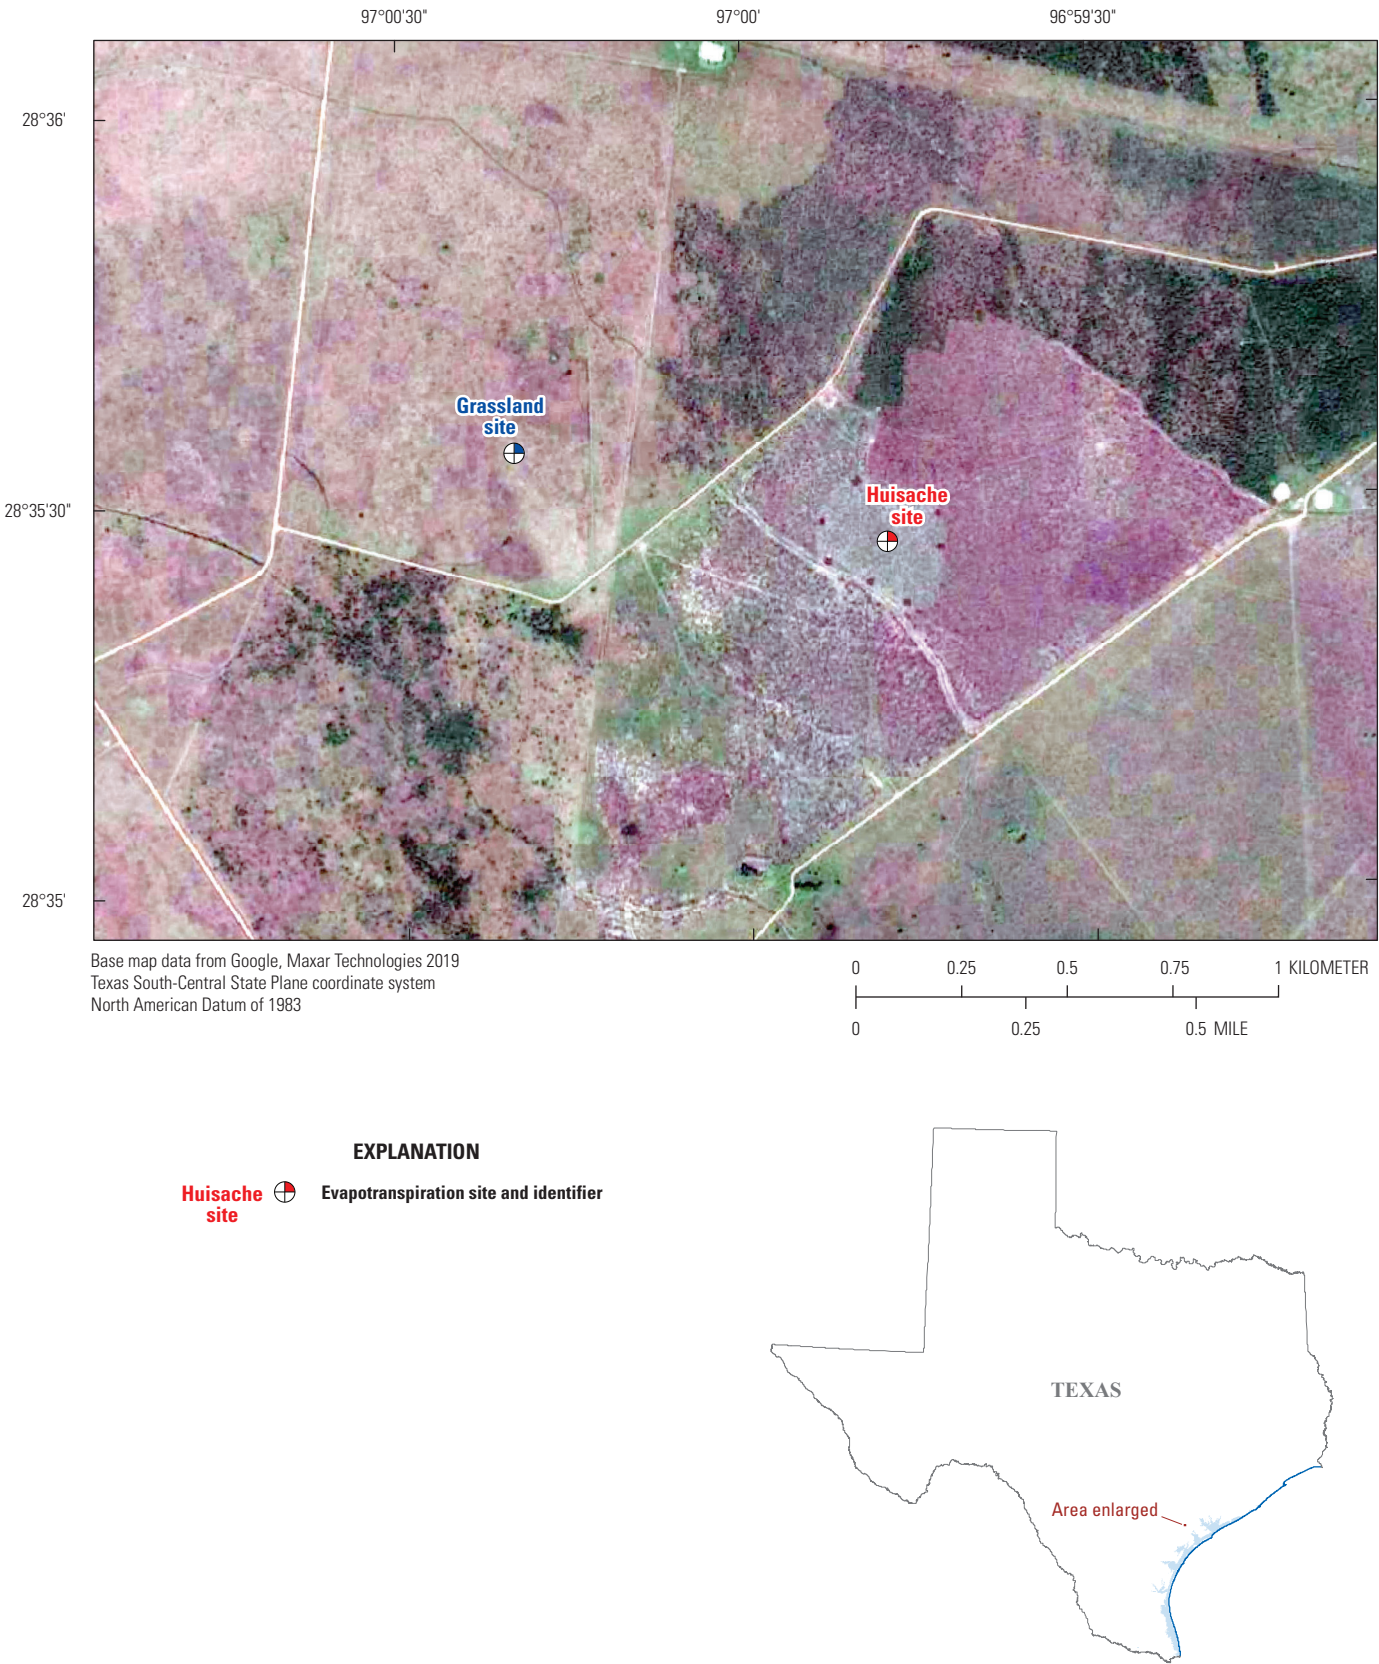 97°00'30"
97°00'
96°59'30"
28°36'
Grassland
site
Huisache
site
28°35'30"
28°35'
Base map data from Google, Maxar Technologies 2019
Texas South-Central State Plane coordinate system
North American Datum of 1983
0 0.25 0.5 0.75 1 KILOMETER
0 0.25 0.5 MILE
EXPLANATION
Huisache
site
Evapotranspiration site and identifier
TEXAS
Area enlarged